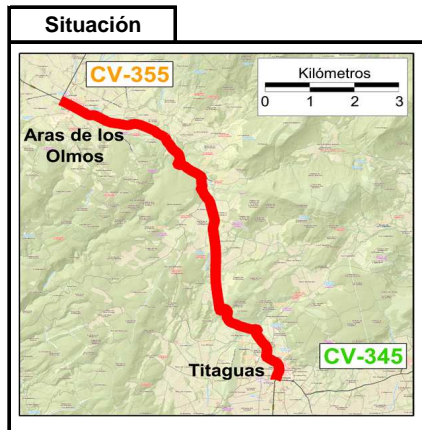 Situación
CV-355
Kilómetros
0 1 2 3
Aras de los
Olmos
CV-345
Titaguas